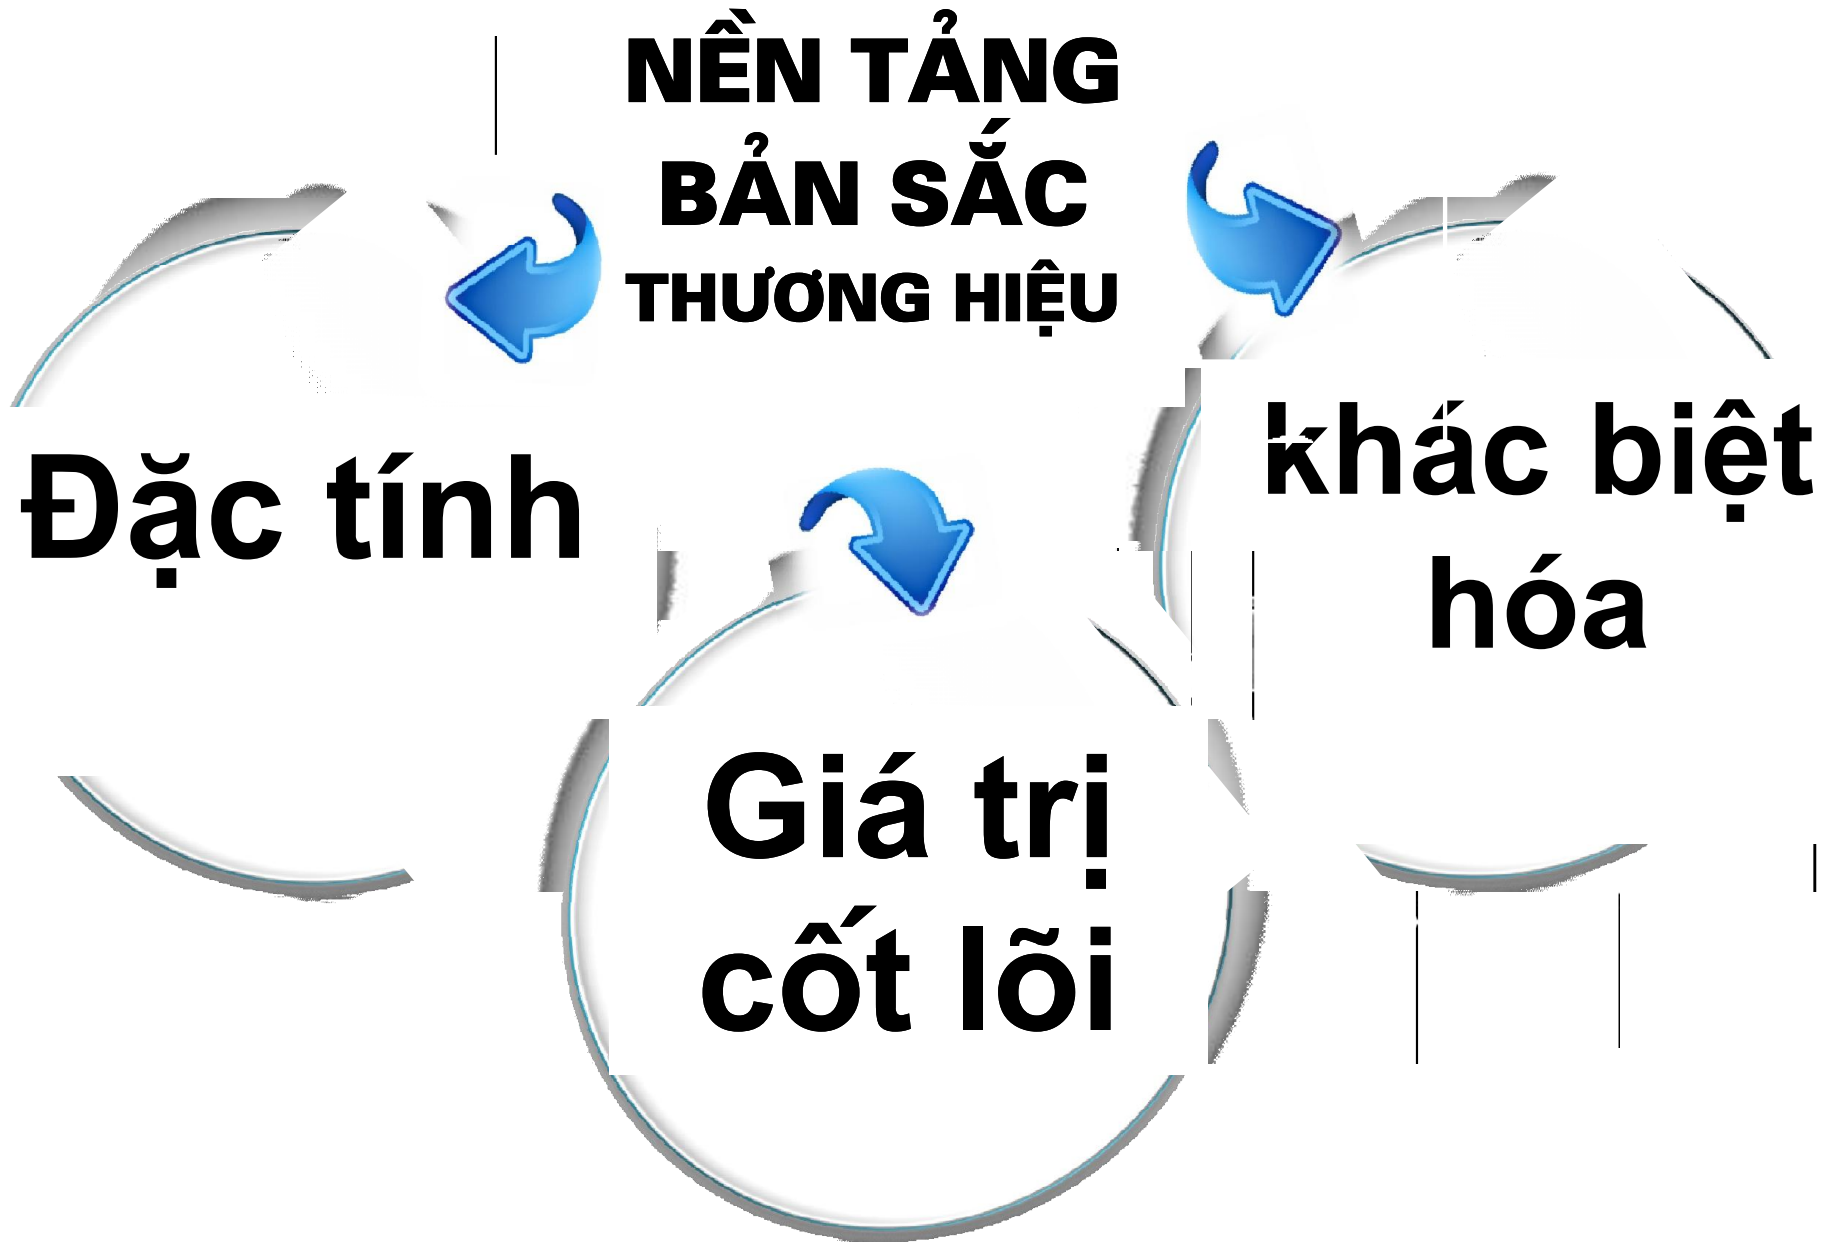 NỀN TẢNG
BẢN SẮC
THƯƠNG HIỆU
Đặc tính
khác biệt
hóa
Giá trị
cốt lõi